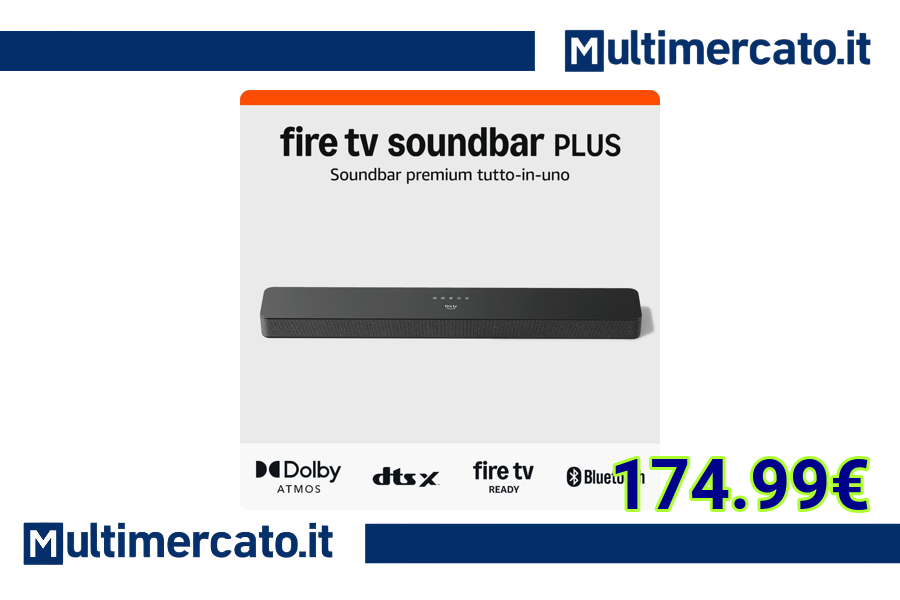 Multimercato.it
fire tv soundbar PLUS
Soundbar premium tutto-in-uno
Dolby
ATMOS
dts x
fire tv
READY
Bluetooth
174.99€
Multimercato.it